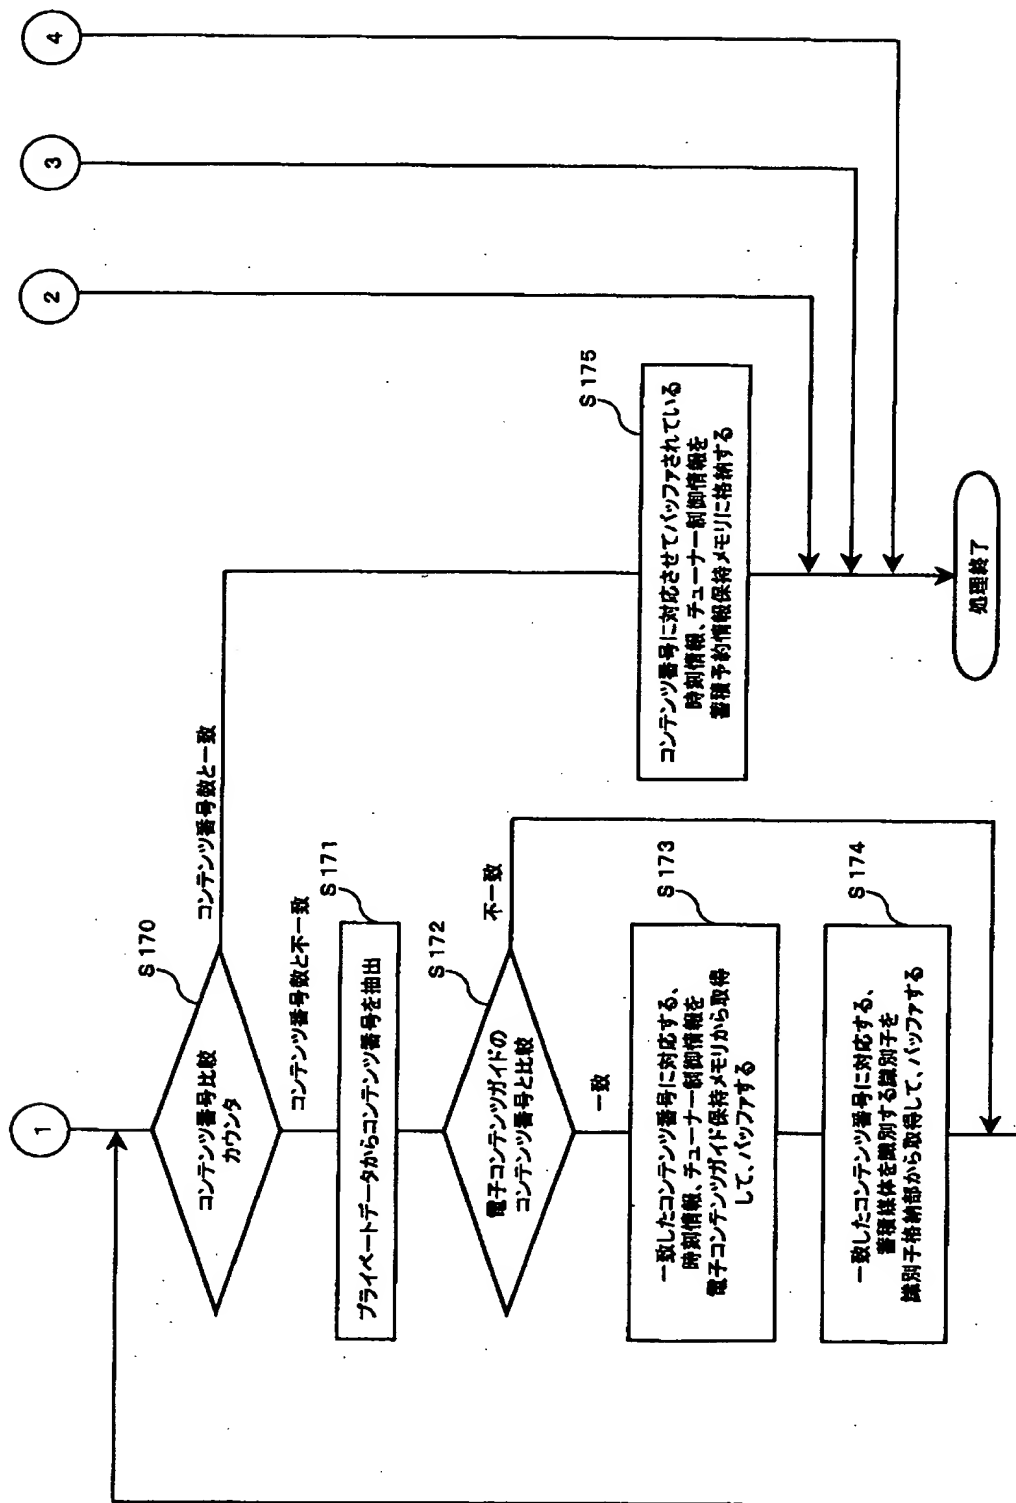 1
2
3
4
S170
コンテンツ番号比較
カウンタ
コンテンツ番号数と一致
コンテンツ番号数と不一致
S171
プライベートデータからコンテンツ番号を抽出
S172
電子コンテンツガイドの
コンテンツ番号と比較
不一致
一致
S173
一致したコンテンツ番号に対応する、
時刻情報、チューナー制御情報を
電子コンテンツガイド保持メモリから取得
して、バッファする
S174
一致したコンテンツ番号に対応する、
蓄積媒体を識別する識別子を
識別子格納部から取得して、バッファする
S175
コンテンツ番号に対応させてバッファされている
時刻情報、チューナー制御情報を
蓄積予約情報保持メモリに格納する
処理終了